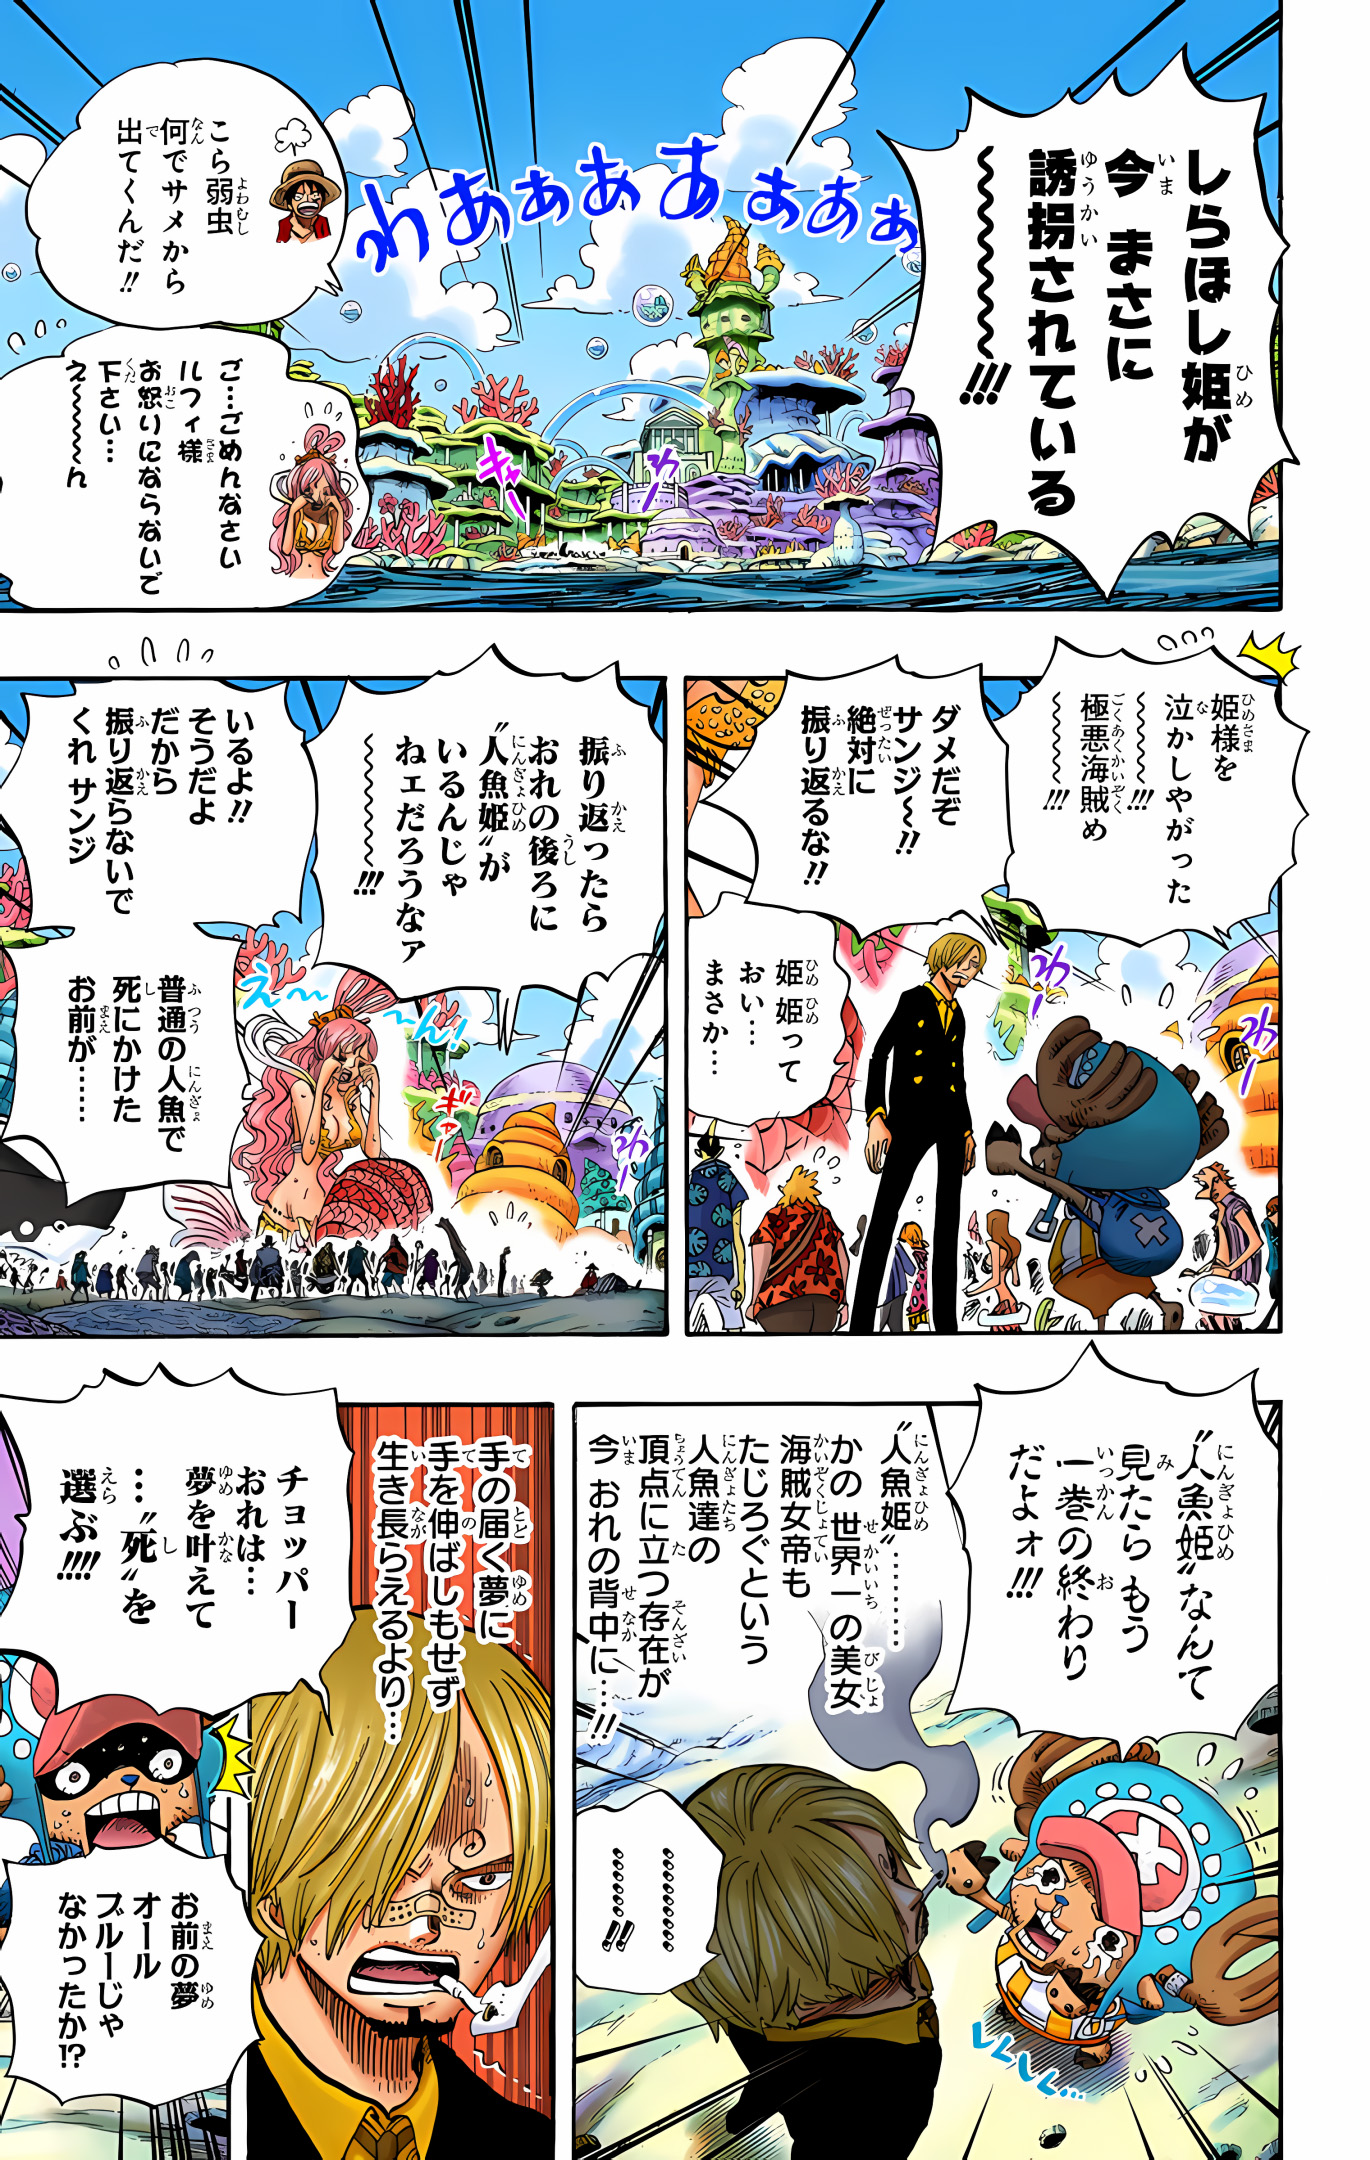 しらほし姫が
今 まさに
誘拐されている
〜〜〜〜〜!!!
わあぁぁぁぁぁぁぁ
こら弱虫
何でサメから
出てくんだ!!
ご…ごめんなさい
ルフィ様
お怒りにならないで
下さい…
え〜〜〜〜ん
キャー
わー
姫様を
泣かしやがった
〜〜〜!!!
極悪海賊め
〜〜〜!!!
ダメだぞ
サンジ〜!!
絶対に
振り返るな!!
姫 姫って
おい…
まさか…
わー
わー
振り返ったら
おれの後ろに
〝人魚姫〟が
いるんじゃ
ねェだろうなァ
〜〜〜〜〜!!!
いるよ!!
そうだよ
だから
振り返らないで
くれ サンジ
普通の人魚で
死にかけた
お前が……
え〜〜
〜ん!
ギャー
わー
〝人魚姫〟なんて
見たら もう
一巻の終わり
だよォ!!!
〝人魚姫〟………
かの 世界一の美女
海賊女帝も
たじろぐという
人魚達の
頂点に立つ存在が
今 おれの背中に…!!
…………
………!!
ぶるぶる…
手の届く夢に
手を伸ばしもせず
生き長らえるより…
チョッパー
おれは…
夢を叶えて
…〝死〟を
選ぶ!!!!
お前の夢
オール
ブルーじゃ
なかったか!?